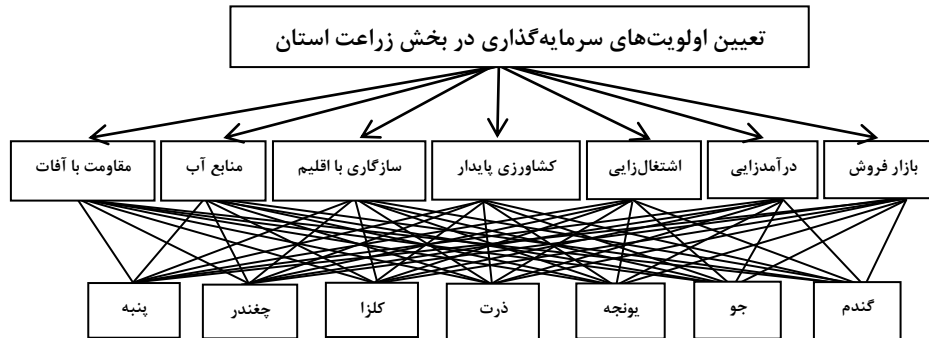 تعیین اولویت‌های سرمایه‌گذاری در بخش زراعت استان
بازار فروش
درآمدزایی
اشتغال‌زایی
کشاورزی پایدار
سازگاری با اقلیم
منابع آب
مقاومت با آفات
گندم
جو
یونجه
ذرت
کلزا
چغندر
پنبه